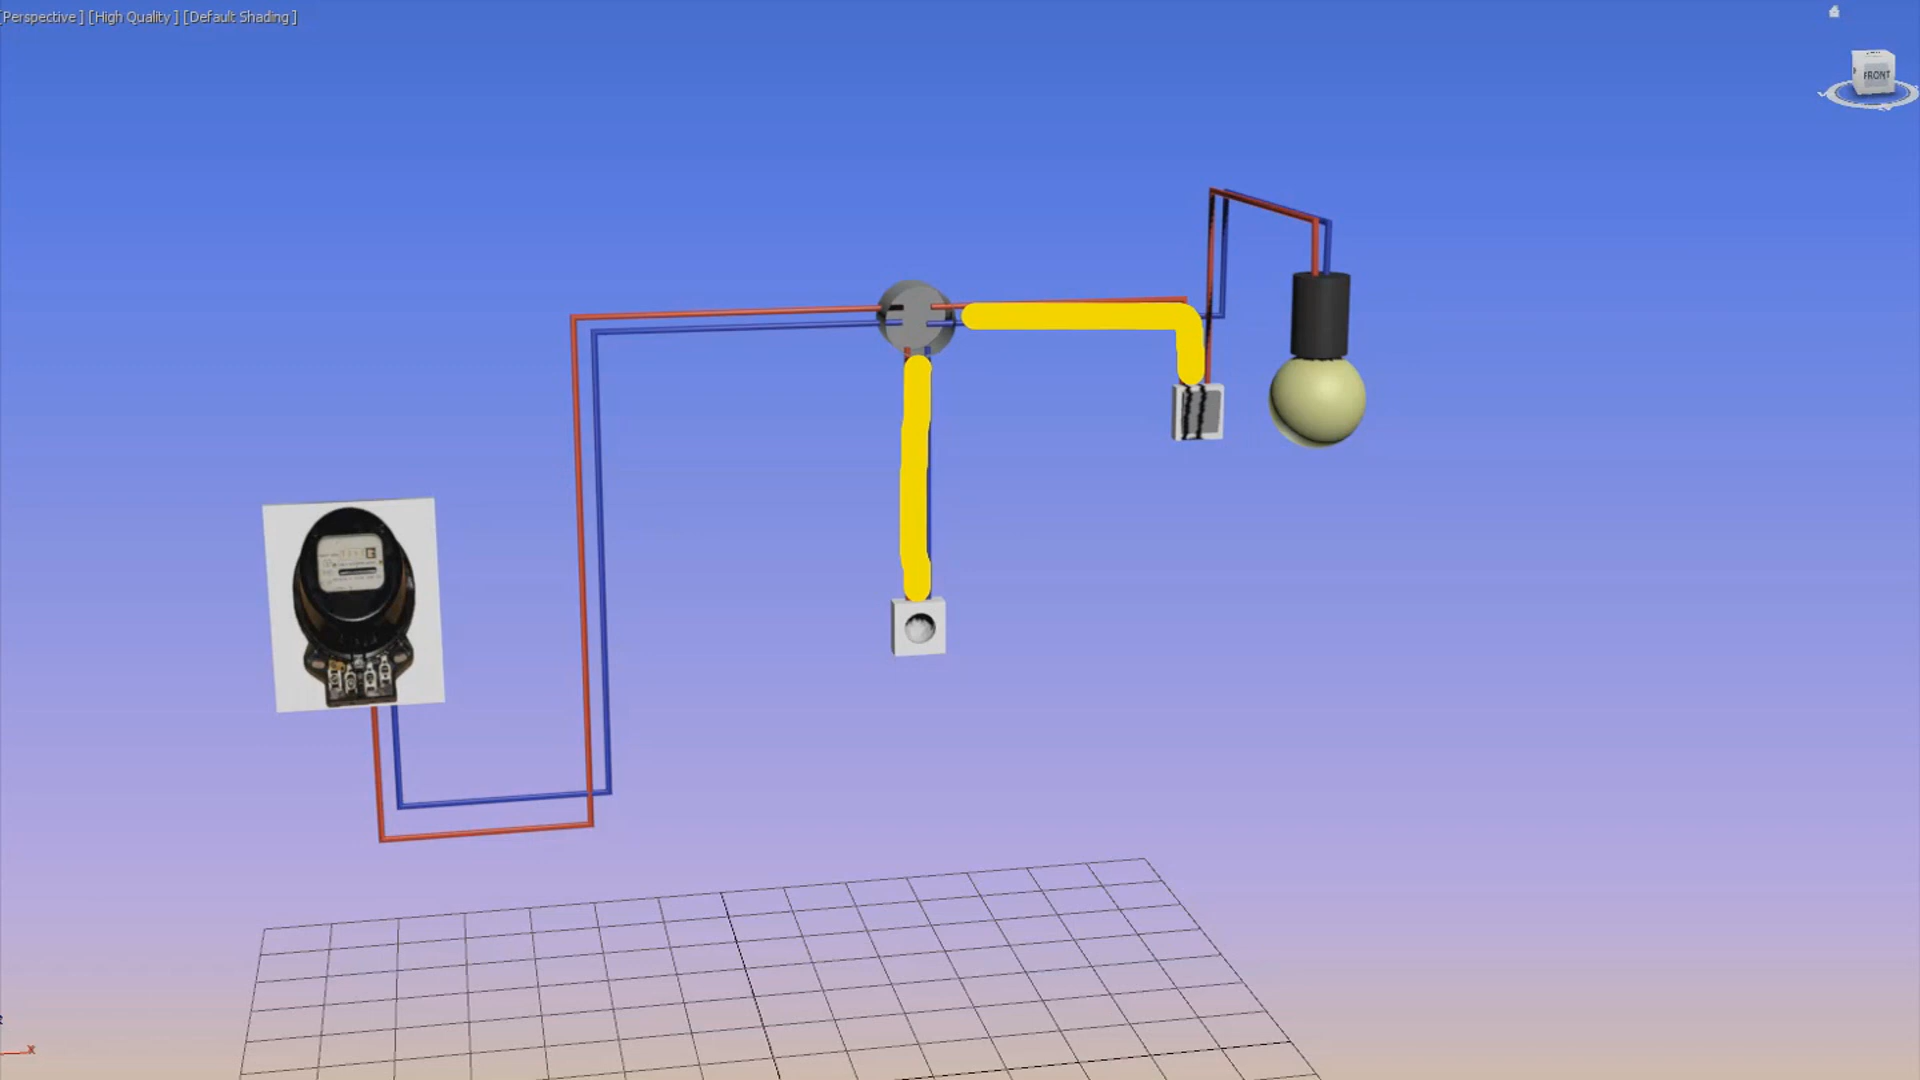 [Perspective ] [High Quality ] [Default Shading ]
FRONT
x